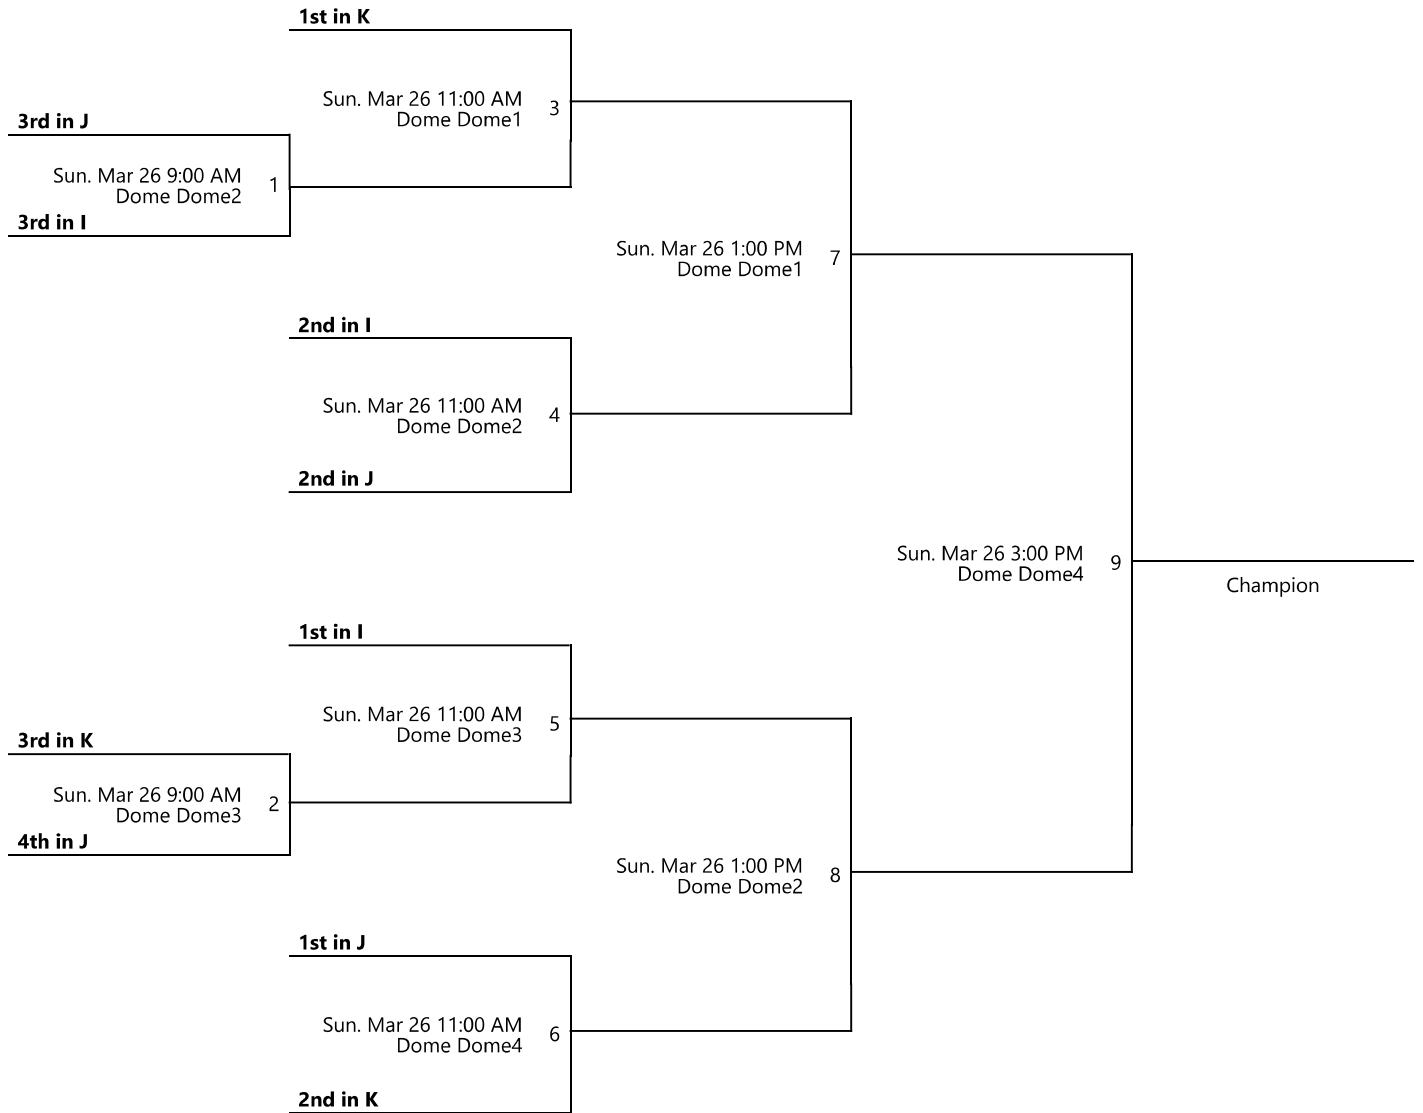 1st in K
Sun. Mar 26 11:00 AM
Dome Dome1
3
3rd in J
Sun. Mar 26 9:00 AM
Dome Dome2
1
3rd in I
Sun. Mar 26 1:00 PM
Dome Dome1
7
2nd in I
Sun. Mar 26 11:00 AM
Dome Dome2
4
2nd in J
Sun. Mar 26 3:00 PM
Dome Dome4
9
Champion
1st in I
Sun. Mar 26 11:00 AM
Dome Dome3
5
3rd in K
Sun. Mar 26 9:00 AM
Dome Dome3
2
4th in J
Sun. Mar 26 1:00 PM
Dome Dome2
8
1st in J
Sun. Mar 26 11:00 AM
Dome Dome4
6
2nd in K